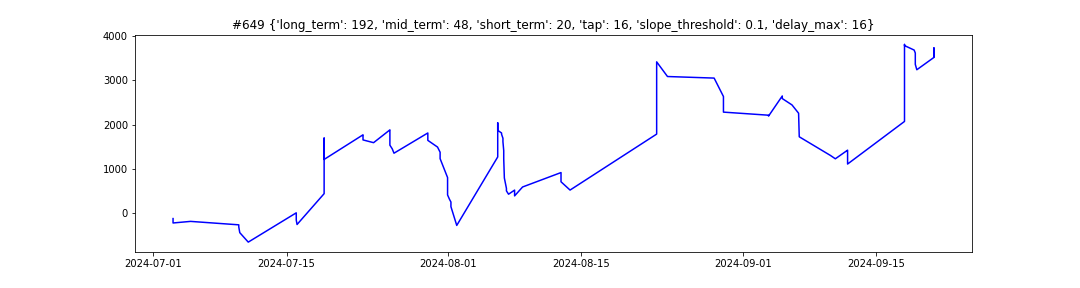 #649 {'long_term': 192, 'mid_term': 48, 'short_term': 20, 'tap': 16, 'slope_threshold': 0.1, 'delay_max': 16}
4000
3000
2000
1000
0
2024-07-01 2024-07-15 2024-08-01 2024-08-15 2024-09-01 2024-09-15